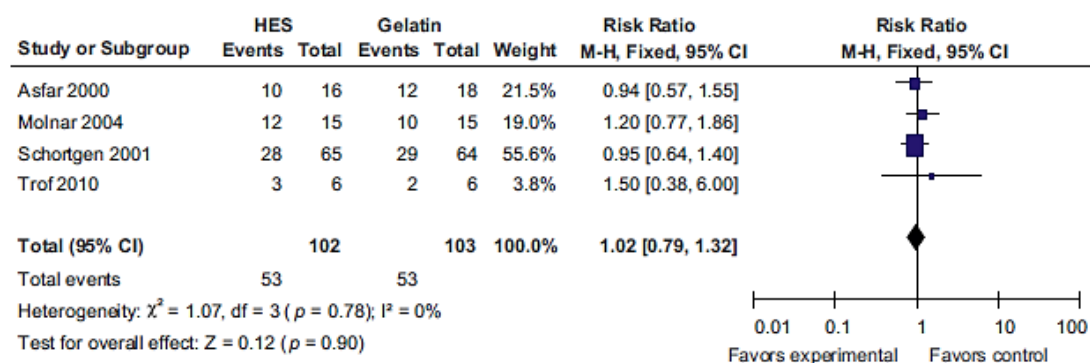 HES Gelatin Risk Ratio Risk Ratio
Study or Subgroup Events Total Events Total Weight M-H, Fixed, 95% CI M-H, Fixed, 95% CI
Asfar 2000 10 16 12 18 21.5% 0.94 [0.57, 1.55]
Molnar 2004 12 15 10 15 19.0% 1.20 [0.77, 1.86]
Schortgen 2001 28 65 29 64 55.6% 0.95 [0.64, 1.40]
Trof 2010 3 6 2 6 3.8% 1.50 [0.38, 6.00]
Total (95% CI) 102 103 100.0% 1.02 [0.79, 1.32]
Total events 53 53
Heterogeneity: χ² = 1.07, df = 3 (p = 0.78); I² = 0%
Test for overall effect: Z = 0.12 (p = 0.90)
0.01 0.1 1 10 100
Favors experimental Favors control